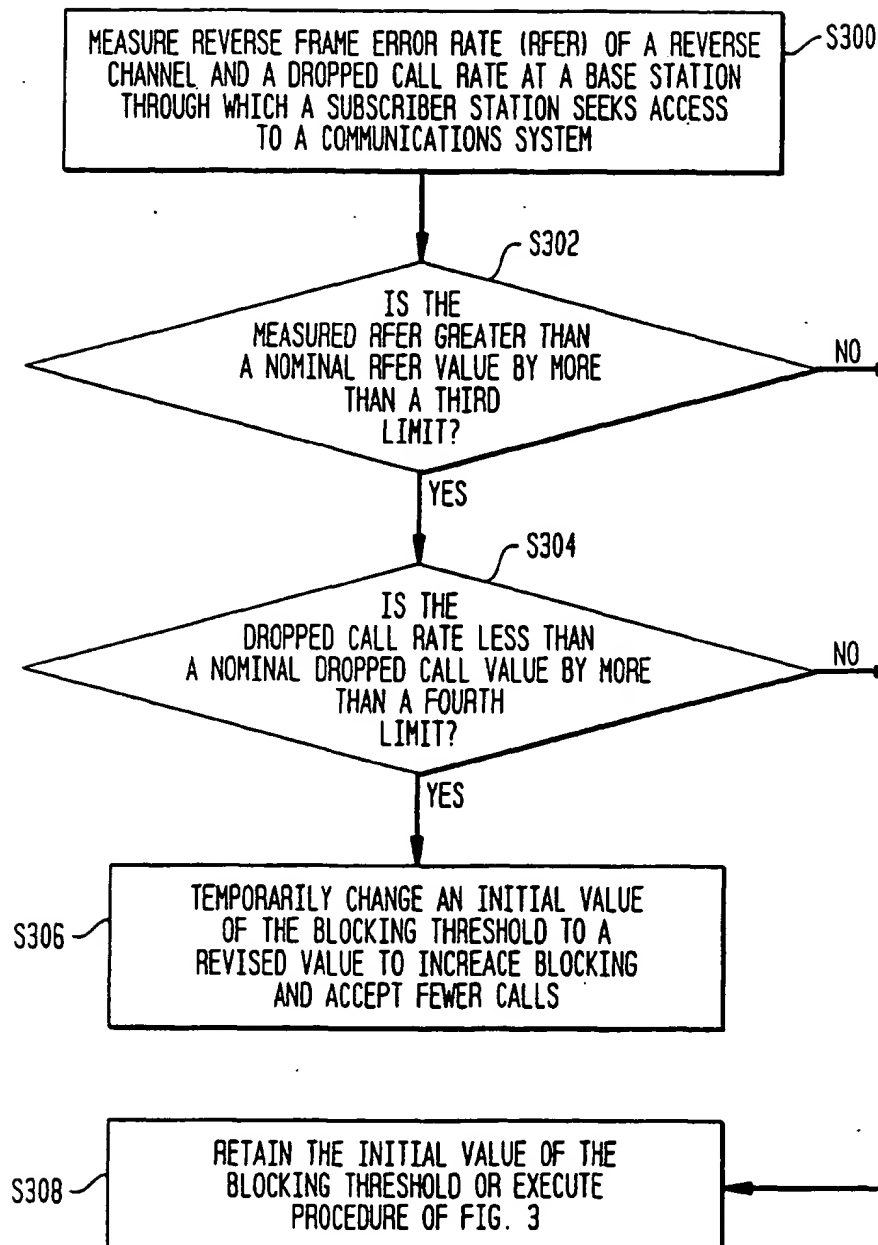 MEASURE REVERSE FRAME ERROR RATE (RFER) OF A REVERSE
CHANNEL AND A DROPPED CALL RATE AT A BASE STATION
THROUGH WHICH A SUBSCRIBER STATION SEEKS ACCESS
TO A COMMUNICATIONS SYSTEM
S300
S302
IS THE
MEASURED RFER GREATER THAN
A NOMINAL RFER VALUE BY MORE
THAN A THIRD
LIMIT?
NO
YES
S304
IS THE
DROPPED CALL RATE LESS THAN
A NOMINAL DROPPED CALL VALUE BY MORE
THAN A FOURTH
LIMIT?
NO
YES
S306
TEMPORARILY CHANGE AN INITIAL VALUE
OF THE BLOCKING THRESHOLD TO A
REVISED VALUE TO INCREACE BLOCKING
AND ACCEPT FEWER CALLS
S308
RETAIN THE INITIAL VALUE OF THE
BLOCKING THRESHOLD OR EXECUTE
PROCEDURE OF FIG. 3